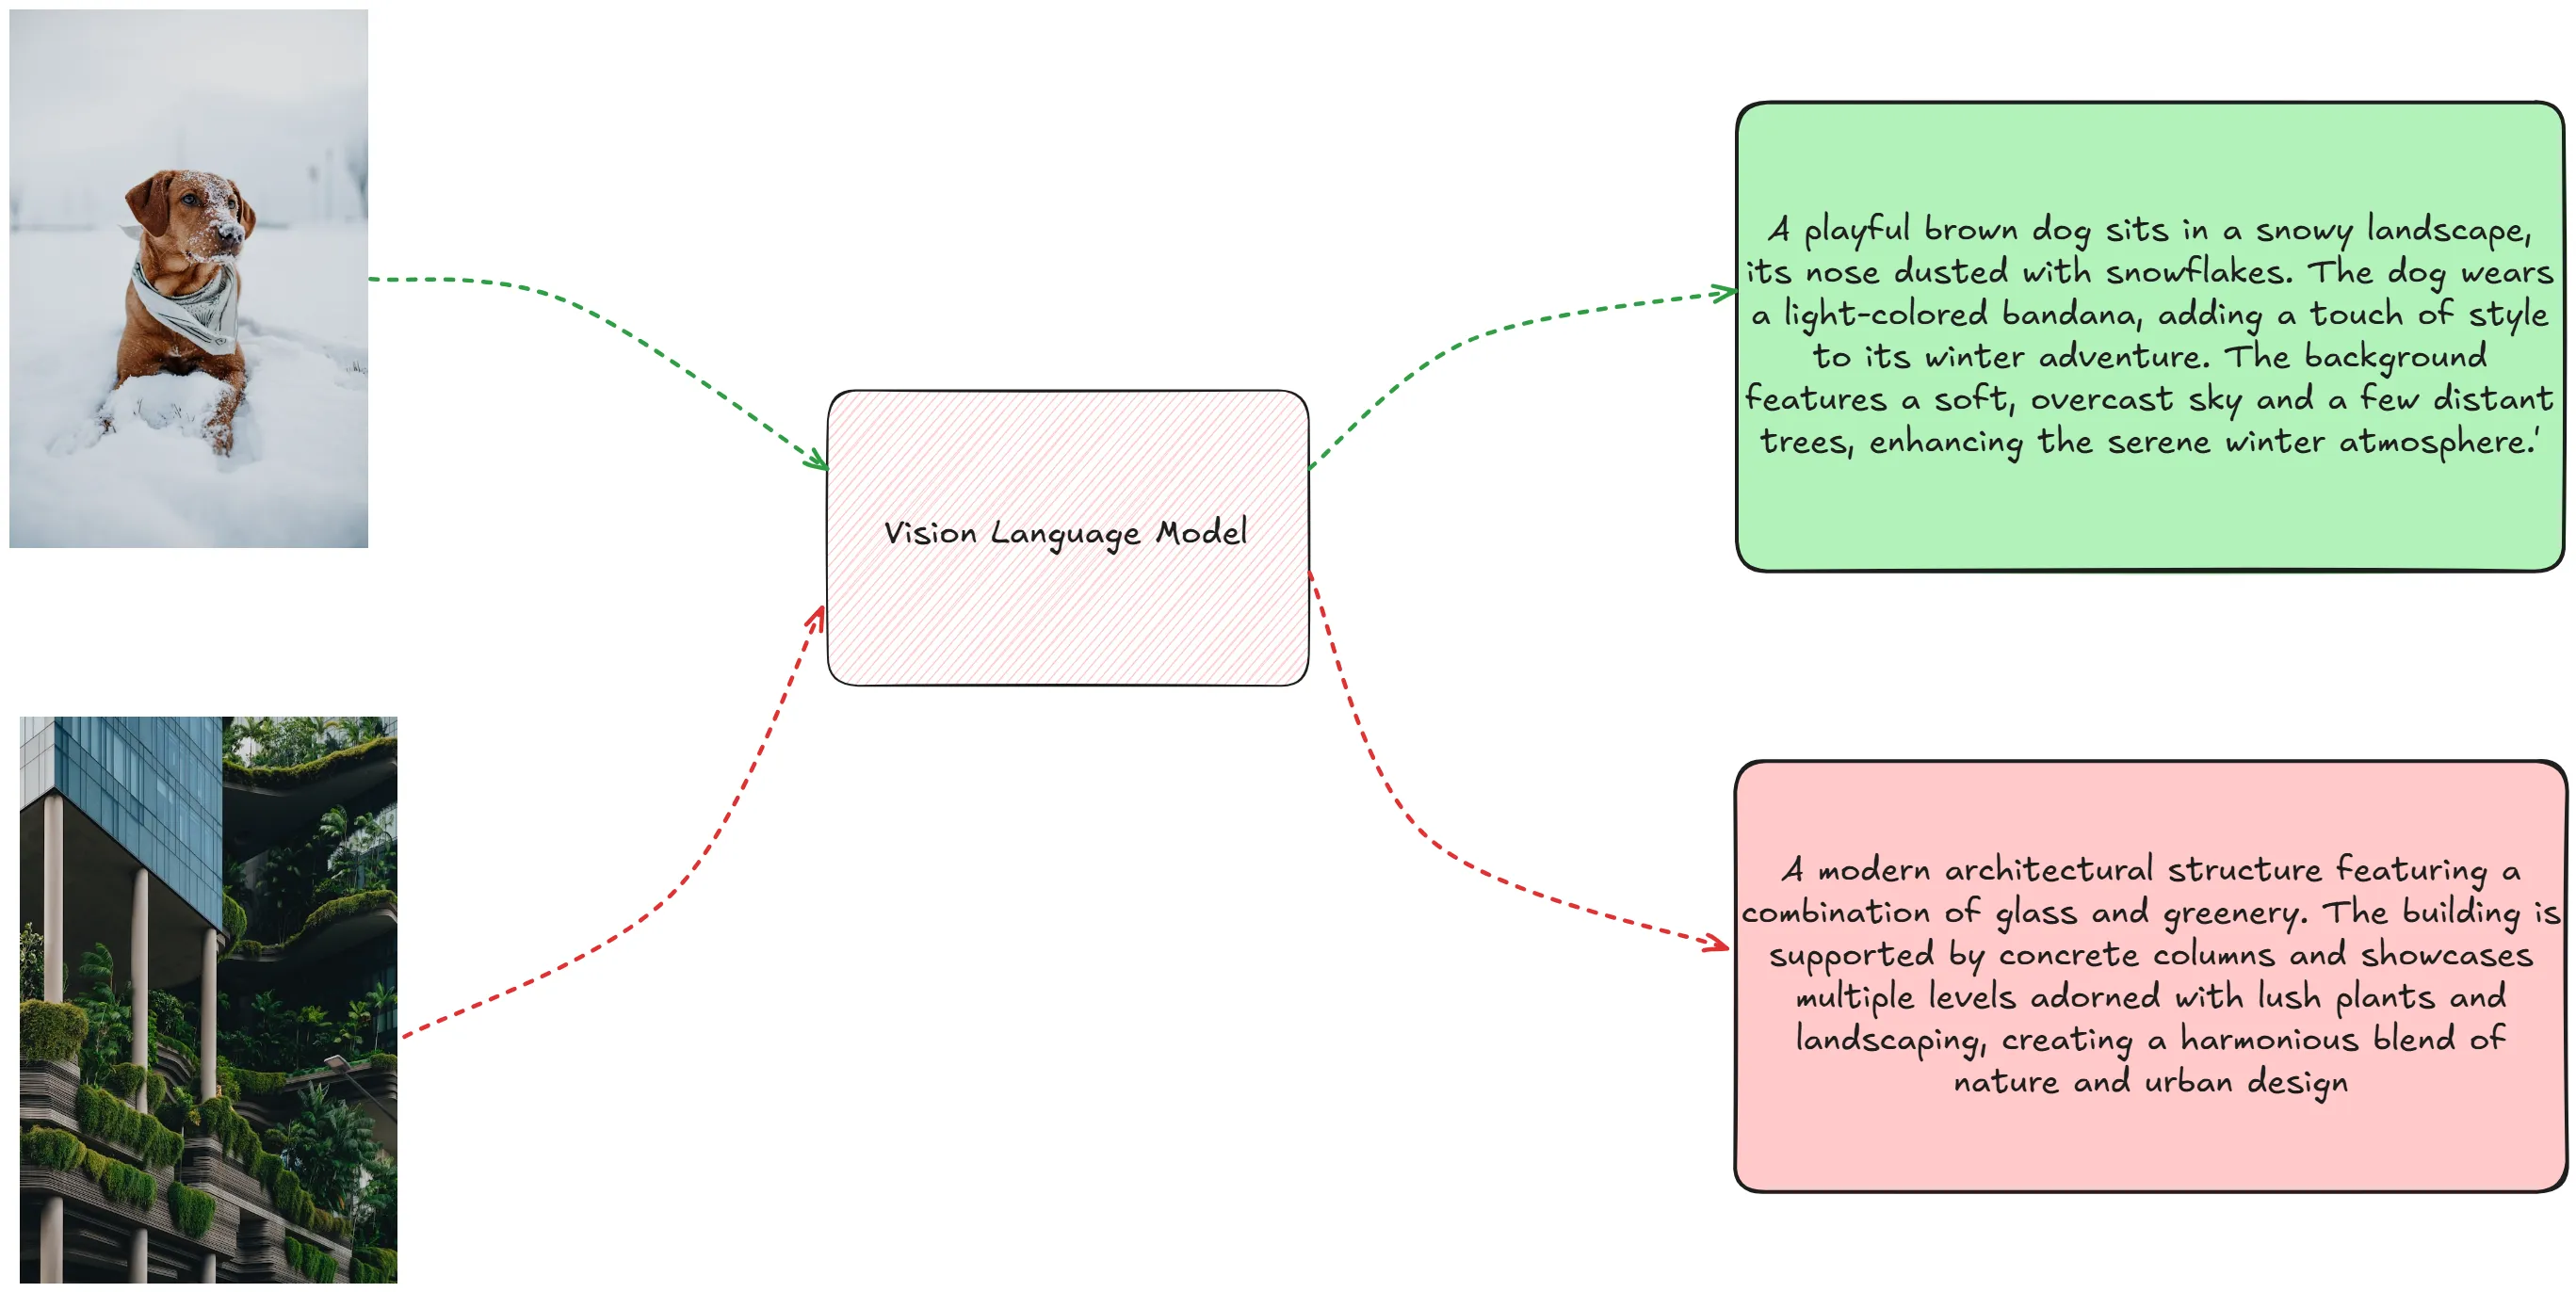 A playful brown dog sits in a snowy landscape,
its nose dusted with snowflakes. The dog wears
a light-colored bandana, adding a touch of style
to its winter adventure. The background
features a soft, overcast sky and a few distant
trees, enhancing the serene winter atmosphere.'
Vision Language Model
A modern architectural structure featuring a
combination of glass and greenery. The building is
supported by concrete columns and showcases
multiple levels adorned with lush plants and
landscaping, creating a harmonious blend of
nature and urban design